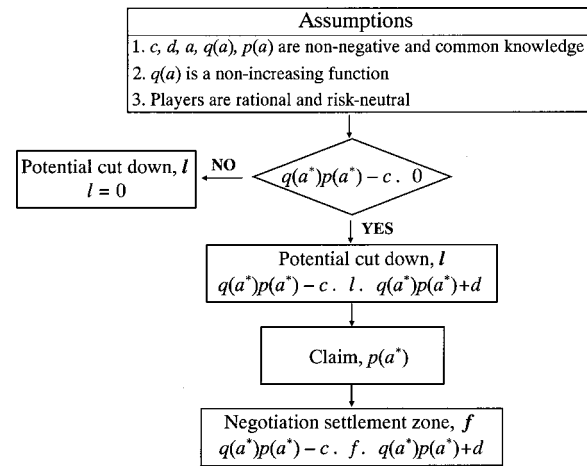 Assumptions
1. c, d, a, q(a), p(a) are non-negative and common knowledge
2. q(a) is a non-increasing function
3. Players are rational and risk-neutral
Potential cut down, l
l = 0
NO
q(a*)p(a*) – c . 0
YES
Potential cut down, l
q(a*)p(a*) – c . l. q(a*)p(a*)+d
Claim, p(a*)
Negotiation settlement zone, f
q(a*)p(a*) – c . f. q(a*)p(a*)+d